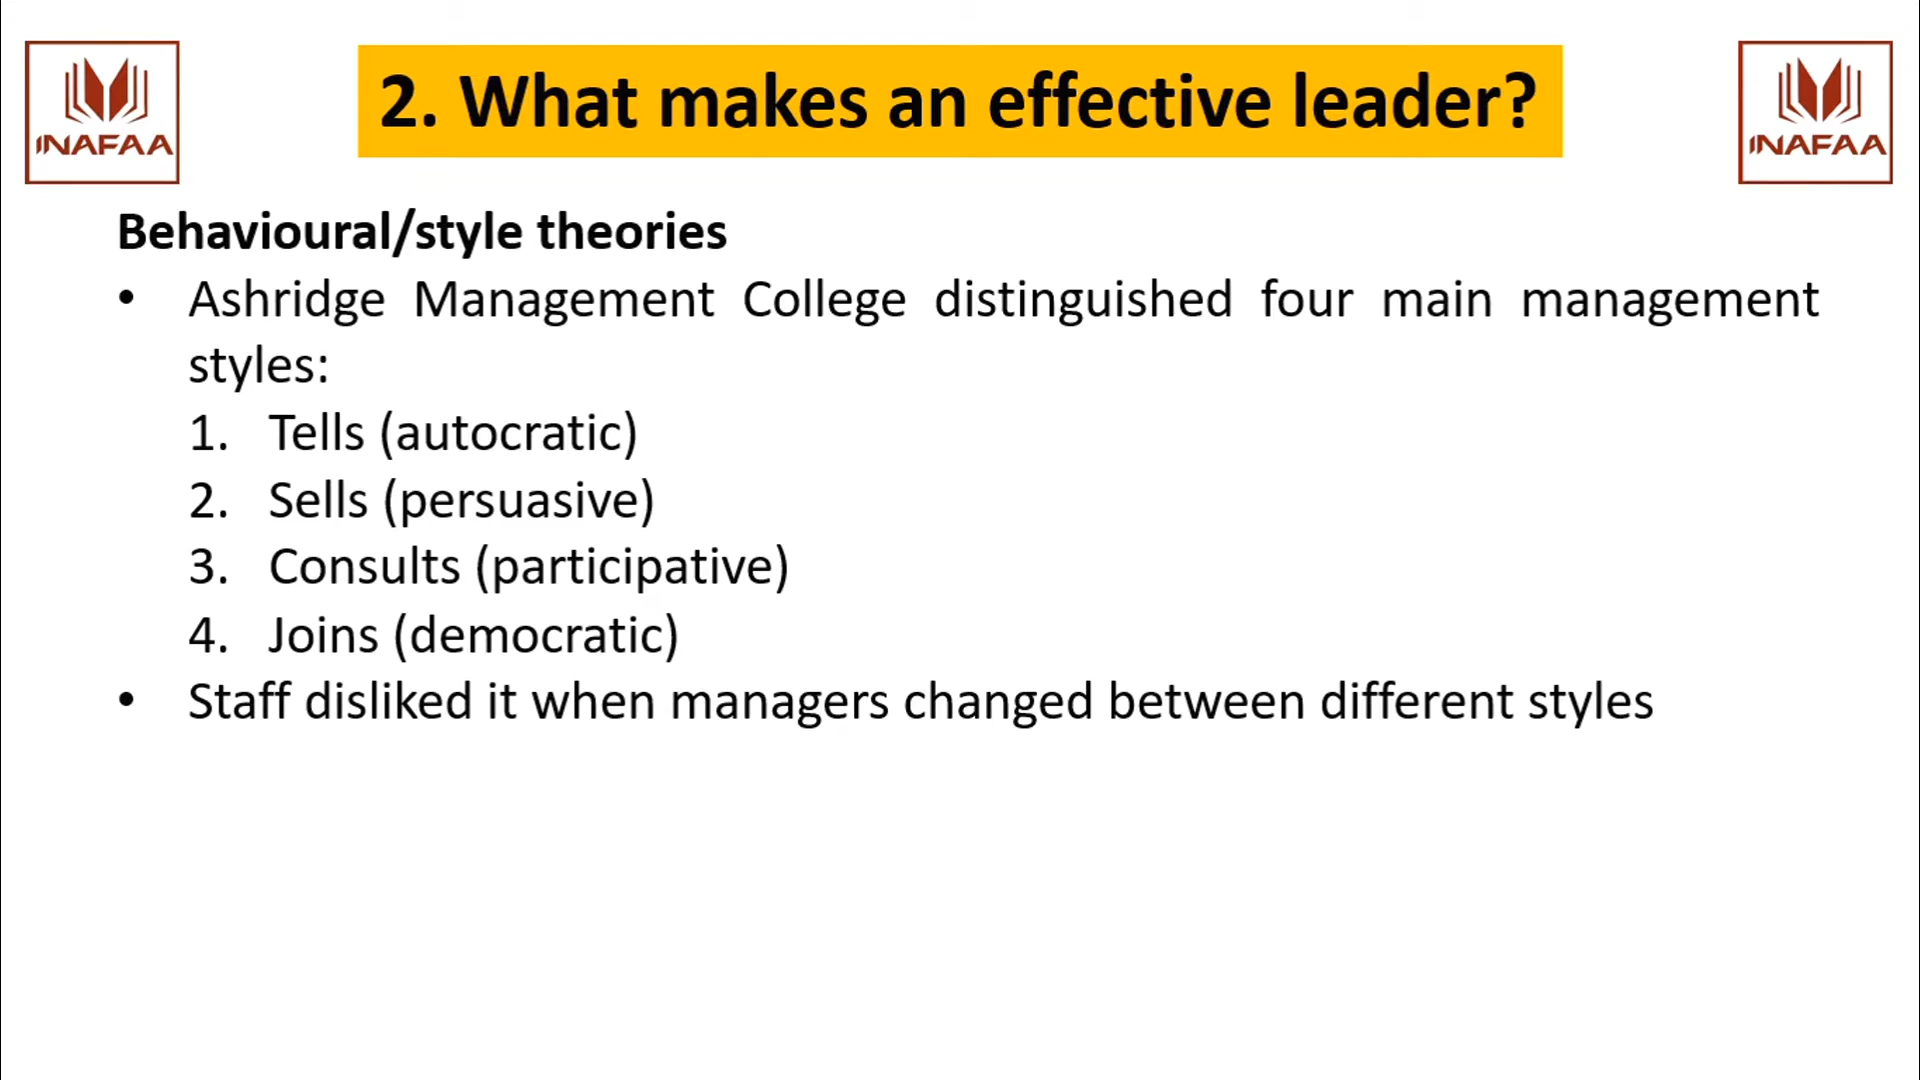 INAFAA
2. What makes an effective leader?
INAFAA
Behavioural/style theories
• Ashridge Management College distinguished four main management
styles:
1. Tells (autocratic)
2. Sells (persuasive)
3. Consults (participative)
4. Joins (democratic)
• Staff disliked it when managers changed between different styles